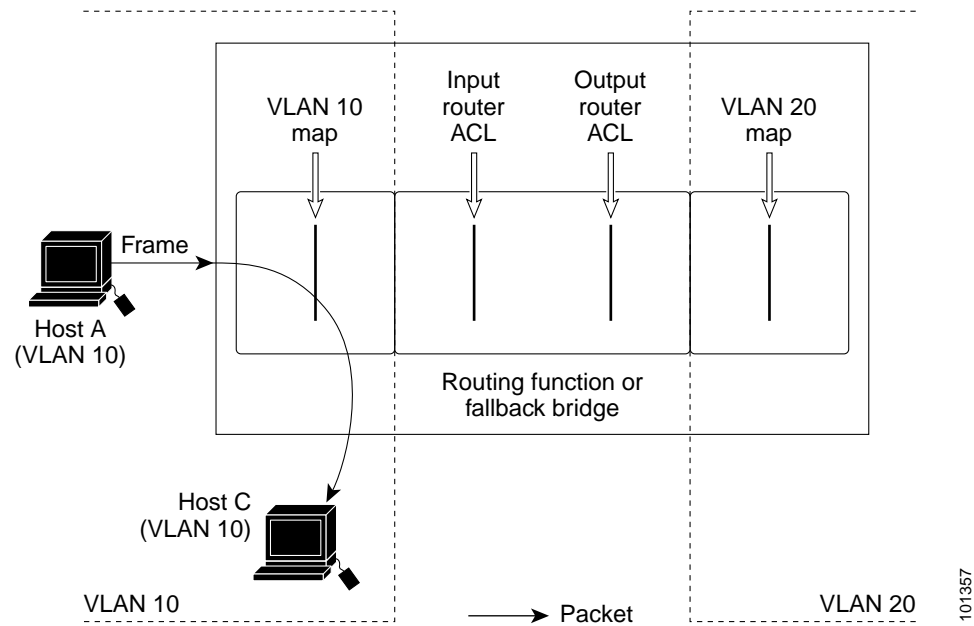 VLAN 10
map
Input
router
ACL
Output
router
ACL
VLAN 20
map
Frame
Host A
(VLAN 10)
Routing function or
fallback bridge
Host C
(VLAN 10)
VLAN 10
Packet
VLAN 20
101357